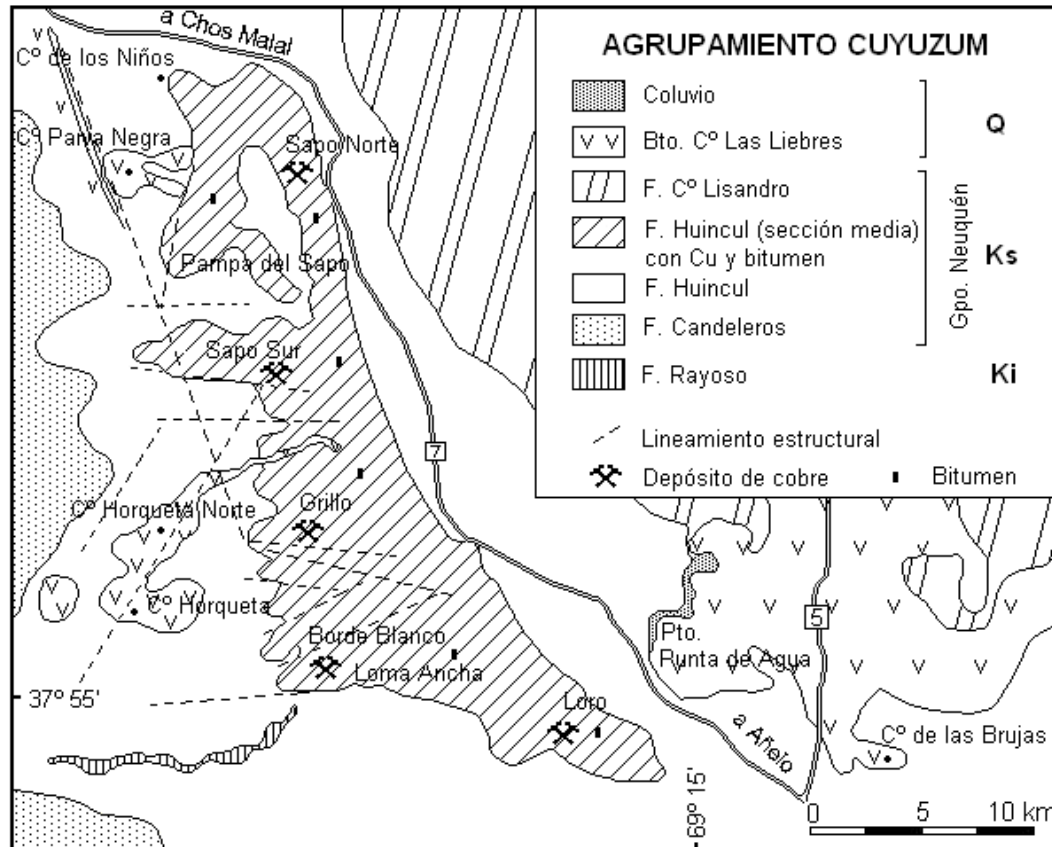 a Chos Malal
Cº de los Niños
Cº Pampa Negra
Sapo Norte
Pampa del Sapo
Sapo Sur
7
Cº Horqueta Norte
Grillo
Cº Horqueta
Borde Blanco
Loma Ancha
37º 55'
Loro
Pto.
Punta de Agua
5
a Añelo
Cº de las Brujas
69º 15'
0 5 10 km
AGRUPAMIENTO CUYUZUM
Coluvio
Bto. Cº Las Liebres
Q
F. Cº Lisandro
F. Huincul (sección media)
con Cu y bitumen
F. Huincul
F. Candeleros
Gpo. Neuquén
Ks
F. Rayoso
Ki
Lineamiento estructural
Depósito de cobre
Bitumen